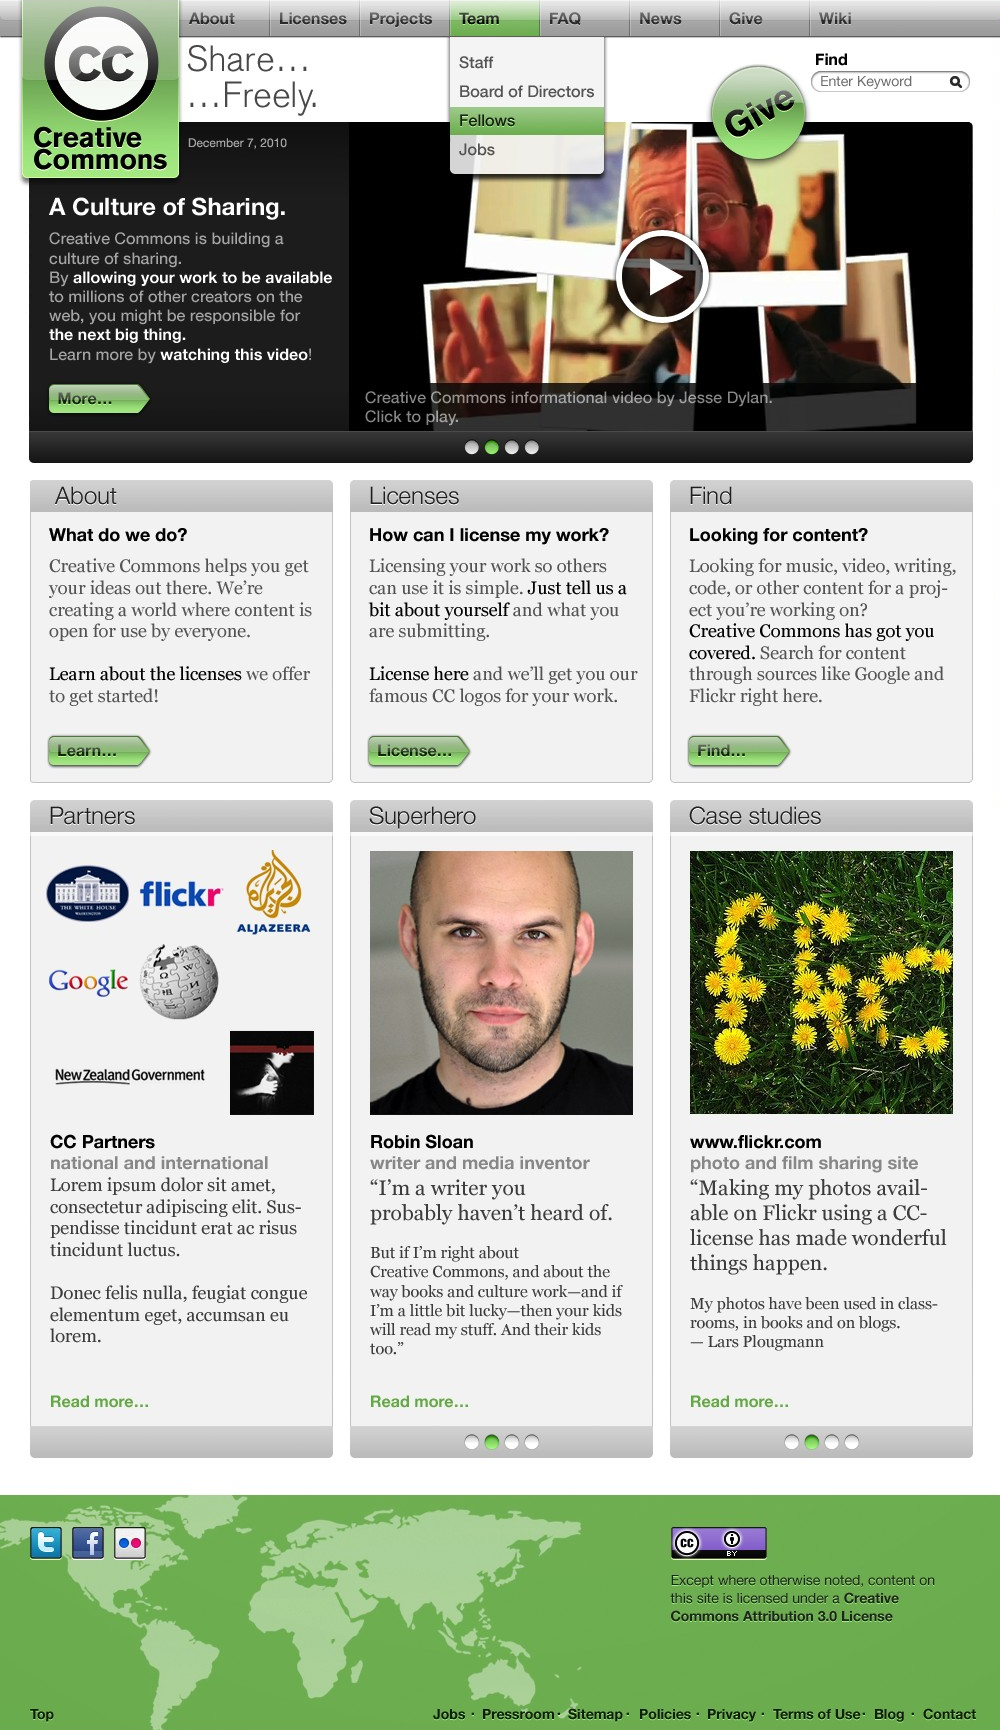 About Licenses Projects Team FAQ News Give Wiki
CC
Creative
Commons
Share…
…Freely.
Staff
Board of Directors
Fellows
Jobs
Give
Find
Enter Keyword
December 7, 2010
A Culture of Sharing.
Creative Commons is building a
culture of sharing.
By allowing your work to be available
to millions of other creators on the
web, you might be responsible for
the next big thing.
Learn more by watching this video!
More…
Creative Commons informational video by Jesse Dylan.
Click to play.
About
What do we do?
Creative Commons helps you get
your ideas out there. We’re
creating a world where content is
open for use by everyone.
Learn about the licenses we offer
to get started!
Learn…
Licenses
How can I license my work?
Licensing your work so others
can use it is simple. Just tell us a
bit about yourself and what you
are submitting.
License here and we’ll get you our
famous CC logos for your work.
License…
Find
Looking for content?
Looking for music, video, writing,
code, or other content for a proj-
ect you’re working on?
Creative Commons has got you
covered. Search for content
through sources like Google and
Flickr right here.
Find…
Partners
THE WHITE HOUSE
WASHINGTON
flickr
ALJAZEERA
Google
New Zealand Government
CC Partners
national and international
Lorem ipsum dolor sit amet,
consectetur adipiscing elit. Sus-
pendisse tincidunt erat ac risus
tincidunt luctus.
Donec felis nulla, feugiat congue
elementum eget, accumsan eu
lorem.
Read more…
Superhero
Robin Sloan
writer and media inventor
“I’m a writer you
probably haven’t heard of.
But if I’m right about
Creative Commons, and about the
way books and culture work—and if
I’m a little bit lucky—then your kids
will read my stuff. And their kids
too.”
Read more…
Case studies
www.flickr.com
photo and film sharing site
“Making my photos avail-
able on Flickr using a CC-
license has made wonderful
things happen.
My photos have been used in class-
rooms, in books and on blogs.
— Lars Plougmann
Read more…
t f
CC BY
Except where otherwise noted, content on
this site is licensed under a Creative
Commons Attribution 3.0 License
Top
Jobs · Pressroom · Sitemap · Policies · Privacy · Terms of Use · Blog · Contact